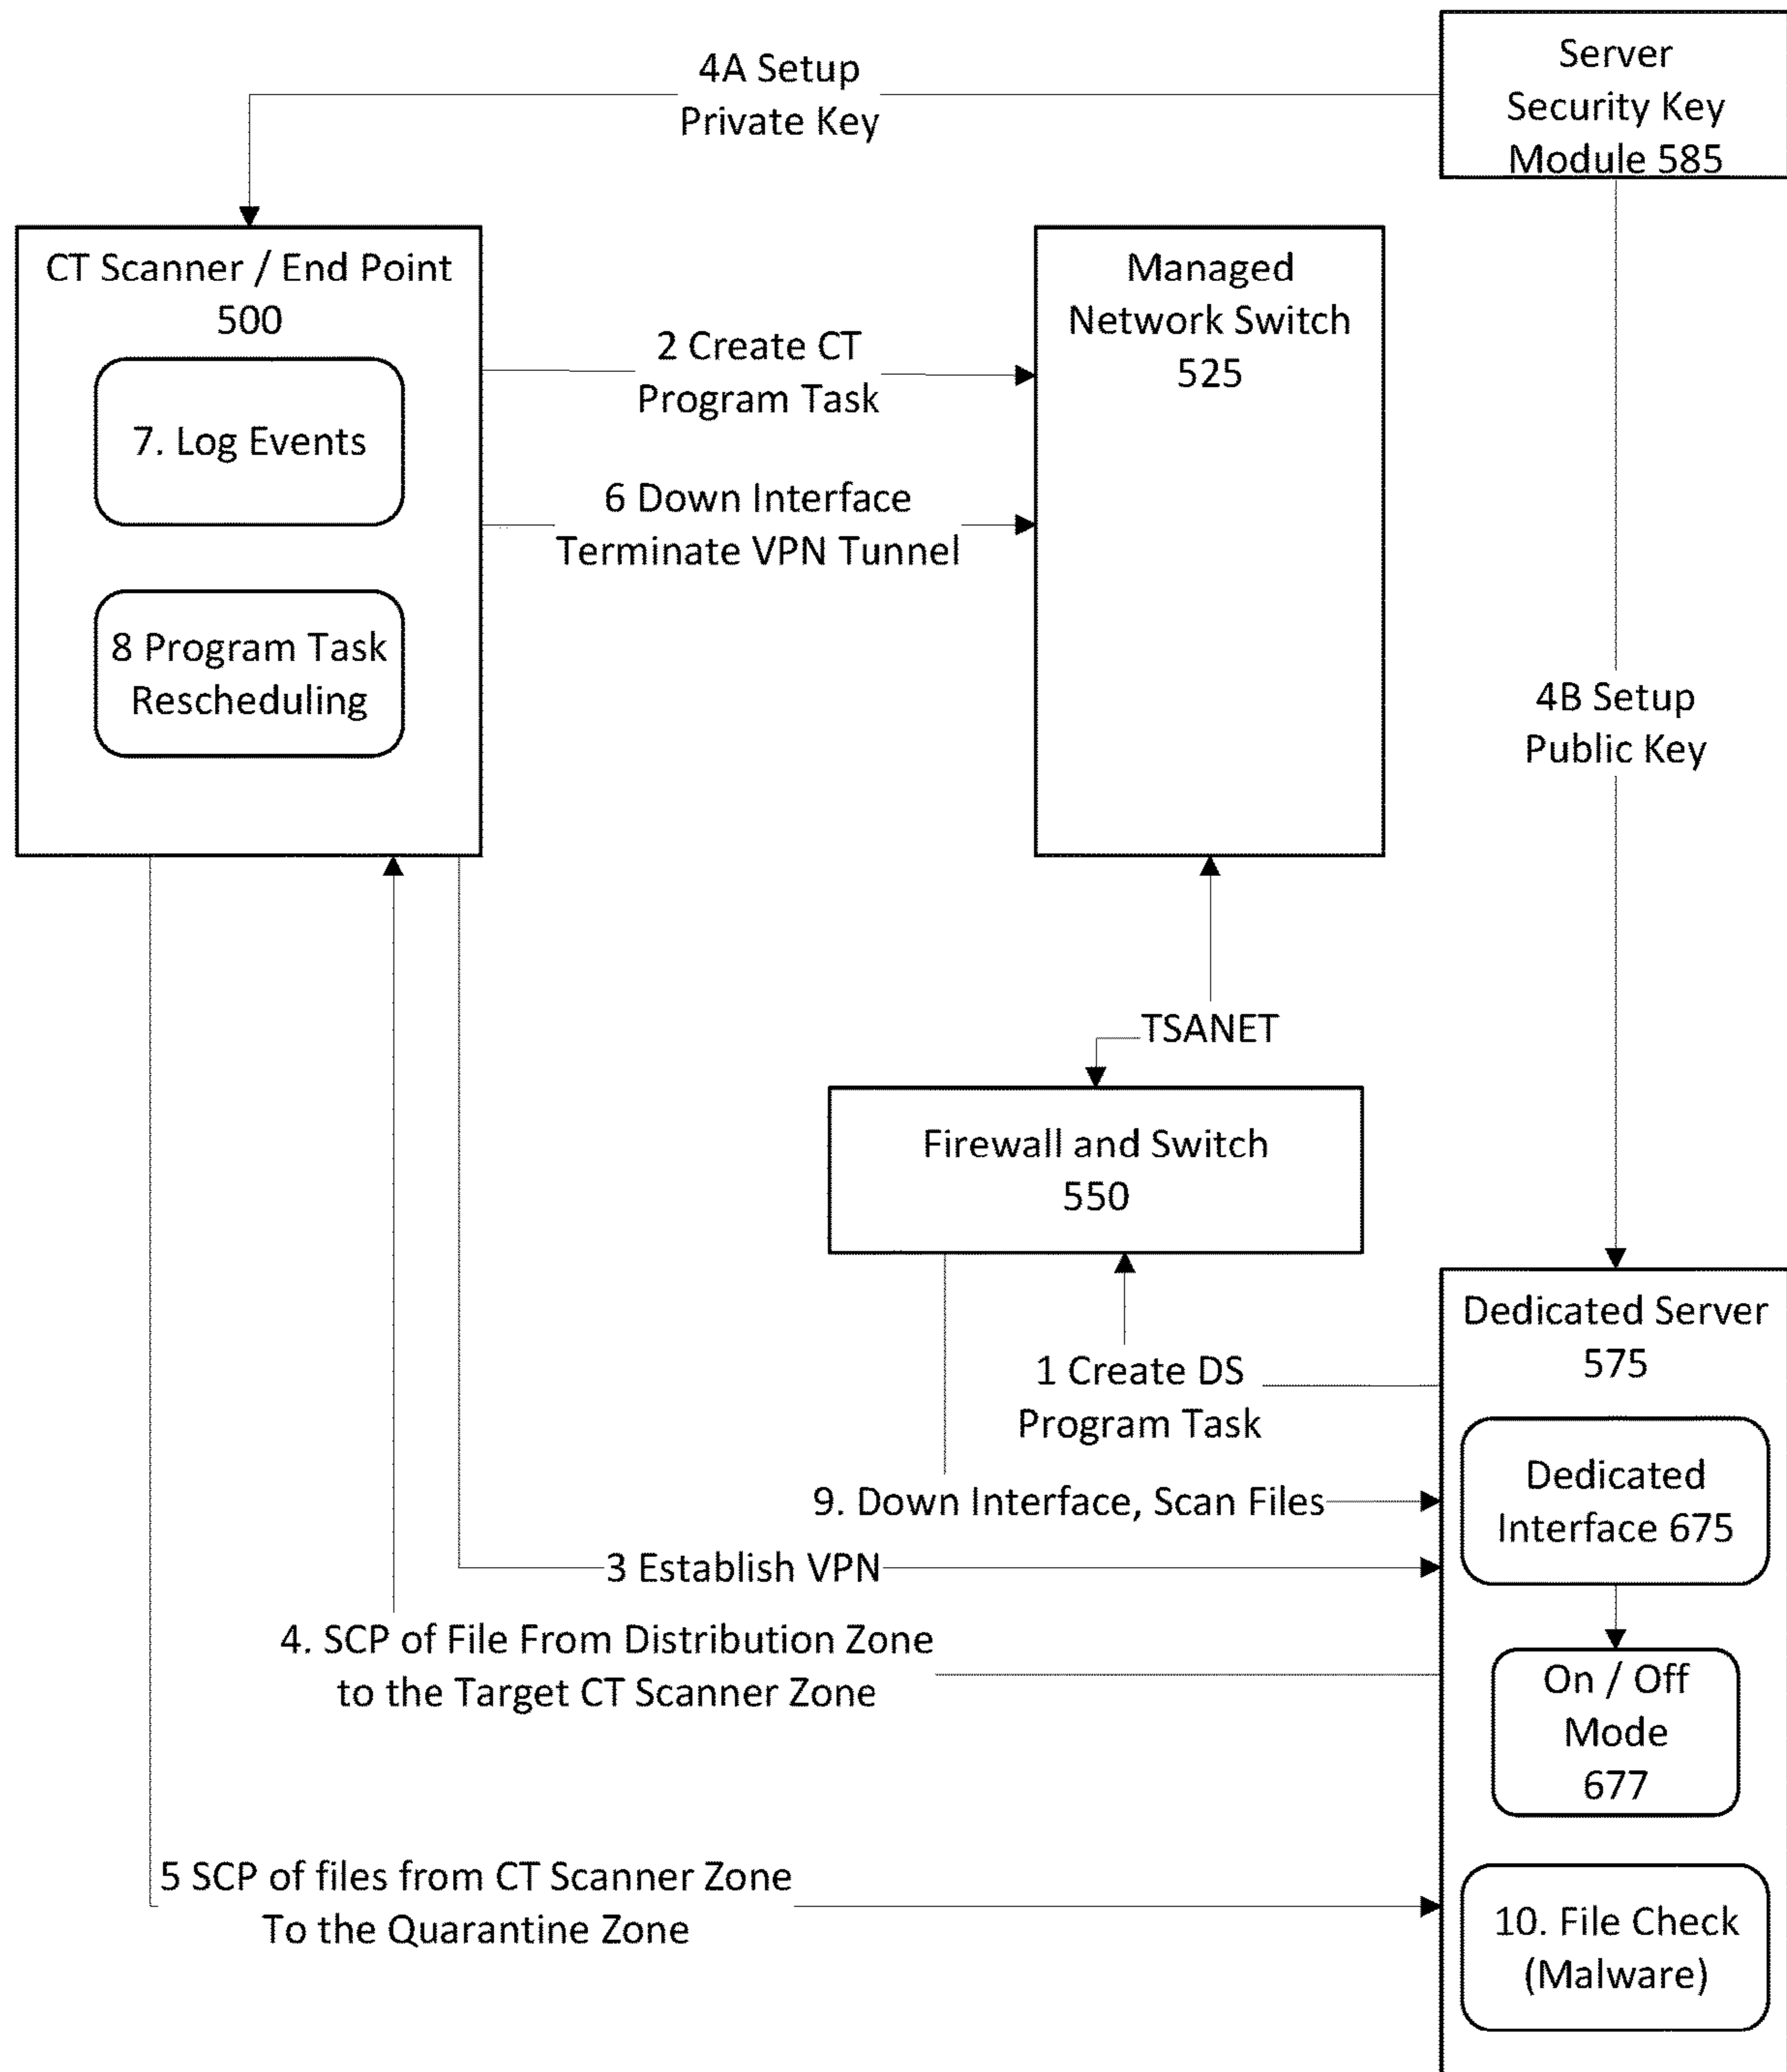 4A Setup
Private Key
Server
Security Key
Module 585
CT Scanner / End Point
500
7. Log Events
8 Program Task
Rescheduling
2 Create CT
Program Task
6 Down Interface
Terminate VPN Tunnel
Managed
Network Switch
525
4B Setup
Public Key
TSANET
Firewall and Switch
550
1 Create DS
Program Task
9. Down Interface, Scan Files
3 Establish VPN
4. SCP of File From Distribution Zone
to the Target CT Scanner Zone
5 SCP of files from CT Scanner Zone
To the Quarantine Zone
Dedicated Server
575
Dedicated
Interface 675
On / Off
Mode
677
10. File Check
(Malware)